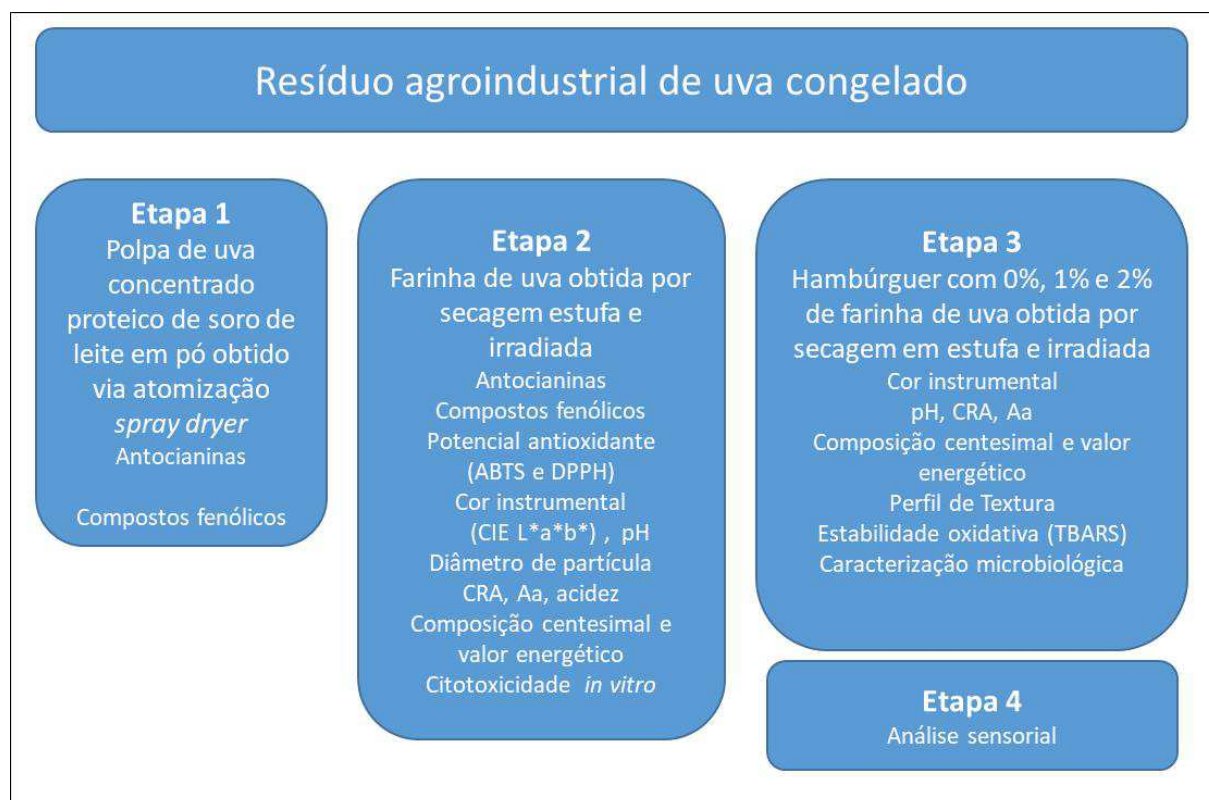 Resíduo agroindustrial de uva congelado
Etapa 1
Polpa de uva
concentrado
proteico de soro de
leite em pó obtido
via atomização
spray dryer
Antocianinas
Compostos fenólicos
Etapa 2
Farinha de uva obtida por
secagem estufa e
irradiada
Antocianinas
Compostos fenólicos
Potencial antioxidante
(ABTS e DPPH)
Cor instrumental
(CIE L*a*b*) , pH
Diâmetro de partícula
CRA, Aa, acidez
Composição centesimal e
valor energético
Citotoxicidade in vitro
Etapa 3
Hambúrguer com 0%, 1% e 2%
de farinha de uva obtida por
secagem em estufa e irradiada
Cor instrumental
pH, CRA, Aa
Composição centesimal e valor
energético
Perfil de Textura
Estabilidade oxidativa (TBARS)
Caracterização microbiológica
Etapa 4
Análise sensorial